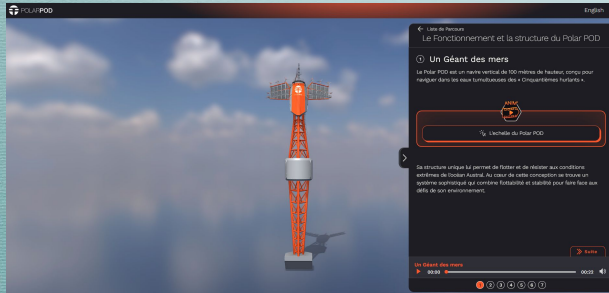 POLARPOD
English
Liste de Parcours
Le Fonctionnement et la structure du Polar POD
1 Un Géant des mers
Le Polar POD est un navire vertical de 100 mètres de hauteur, conçu pour
naviguer dans les eaux tumultueuses des « Cinquantièmes hurlants ».
ANIM
L'echelle du Polar POD
Sa structure unique lui permet de flotter et de résister aux conditions
extrêmes de l'océan Austral. Au cœur de cette conception se trouve un
système sophistiqué qui combine flottabilité et stabilité pour faire face aux
défis de son environnement.
Suite
Un Géant des mers
00:00
00:23
1 2 3 4 5 6 7